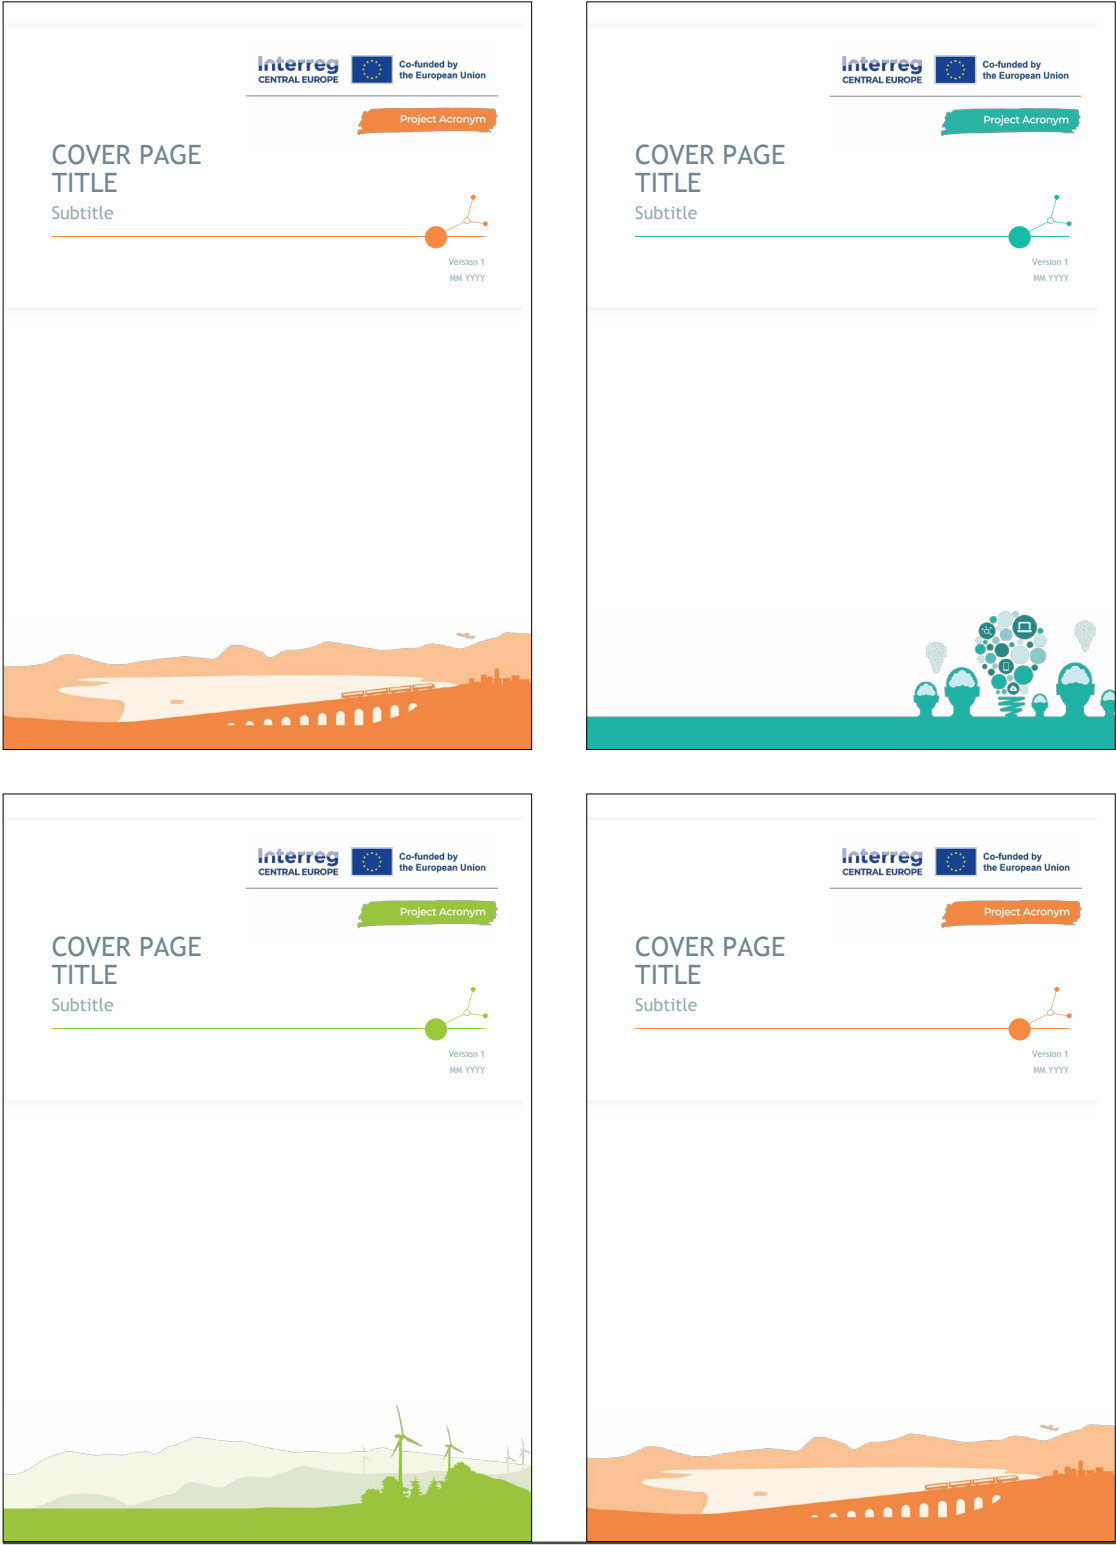 Interreg
CENTRAL EUROPE
Co-funded by
the European Union
Project Acronym
COVER PAGE
TITLE
Subtitle
Version 1
MM YYYY
Interreg
CENTRAL EUROPE
Co-funded by
the European Union
Project Acronym
COVER PAGE
TITLE
Subtitle
Version 1
MM YYYY
Interreg
CENTRAL EUROPE
Co-funded by
the European Union
Project Acronym
COVER PAGE
TITLE
Subtitle
Version 1
MM YYYY
Interreg
CENTRAL EUROPE
Co-funded by
the European Union
Project Acronym
COVER PAGE
TITLE
Subtitle
Version 1
MM YYYY